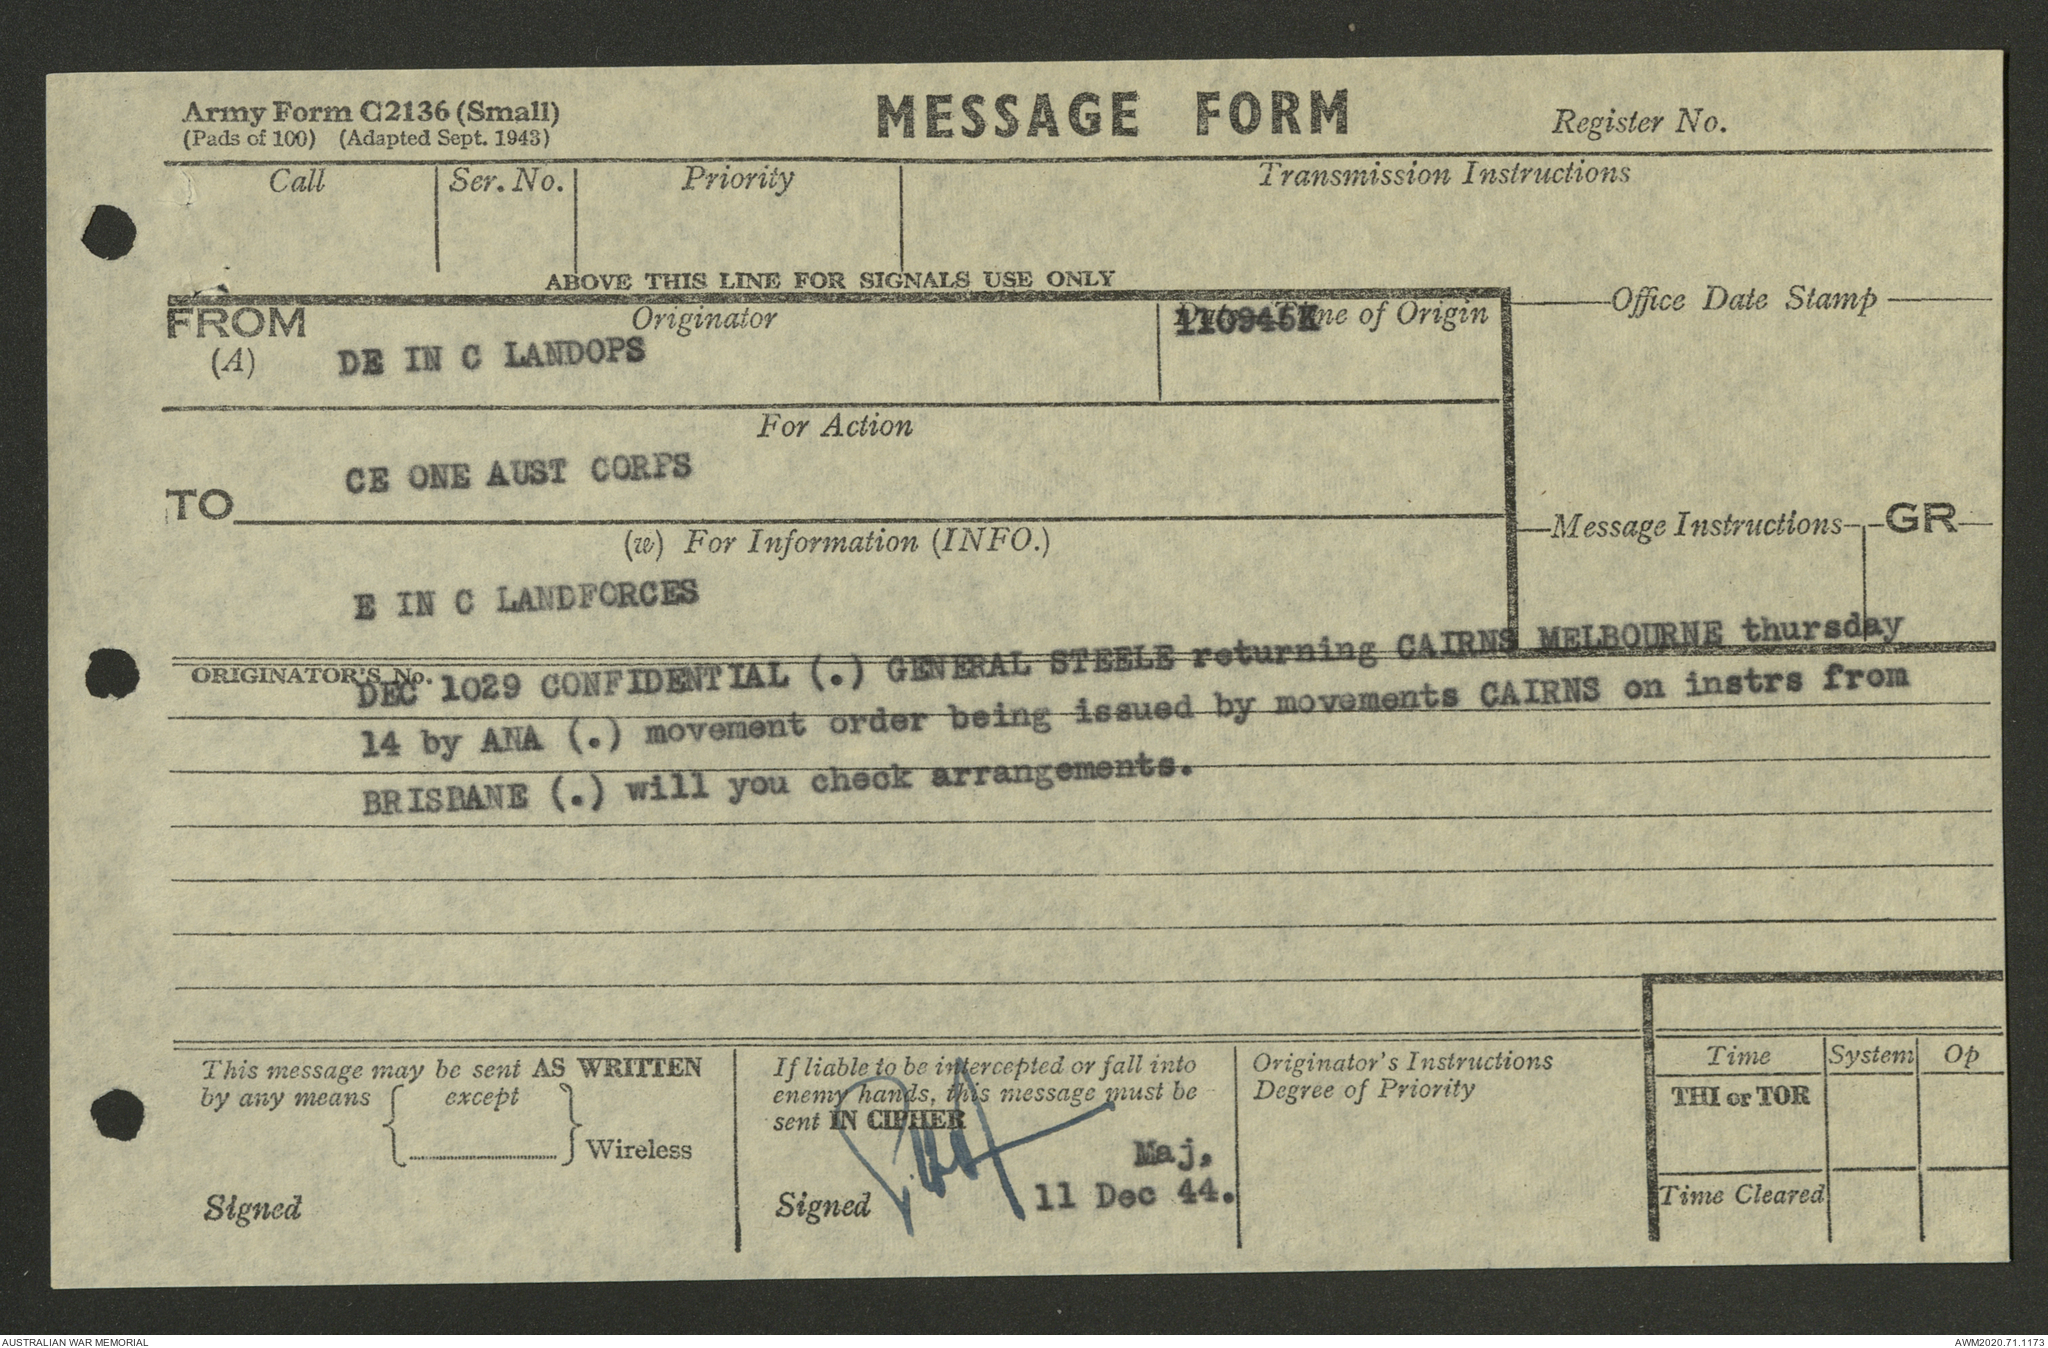 Army Form C2136 (Small)
(Pads of 100) (Adapted Sept. 1943)
MESSAGE FORM
Register No.
Call
Ser. No.
Priority
Transmission Instructions
ABOVE THIS LINE FOR SIGNALS USE ONLY
FROM
(A)
Originator
DE IN C LANDOPS
Date-Time of Origin
110945K
Office Date Stamp
For Action
TO
CE ONE AUST CORPS
(w) For Information (INFO.)
E IN C LANDFORCES
Message Instructions
GR
ORIGINATOR'S No.
DEC 1029 CONFIDENTIAL (.) GENERAL STEELE returning CAIRNS MELBOURNE thursday
14 by ANA (.) movement order being issued by movements CAIRNS on instrs from
BRISBANE (.) will you check arrangements.
This message may be sent AS WRITTEN
by any means
except
Wireless
Signed
If liable to be intercepted or fall into
enemy hands, this message must be
sent IN CIPHER
Maj,
Signed
11 Dec 44.
Originator's Instructions
Degree of Priority
Time
System
Op
THI or TOR
Time Cleared
AUSTRALIAN WAR MEMORIAL
AWM2020.71.1173